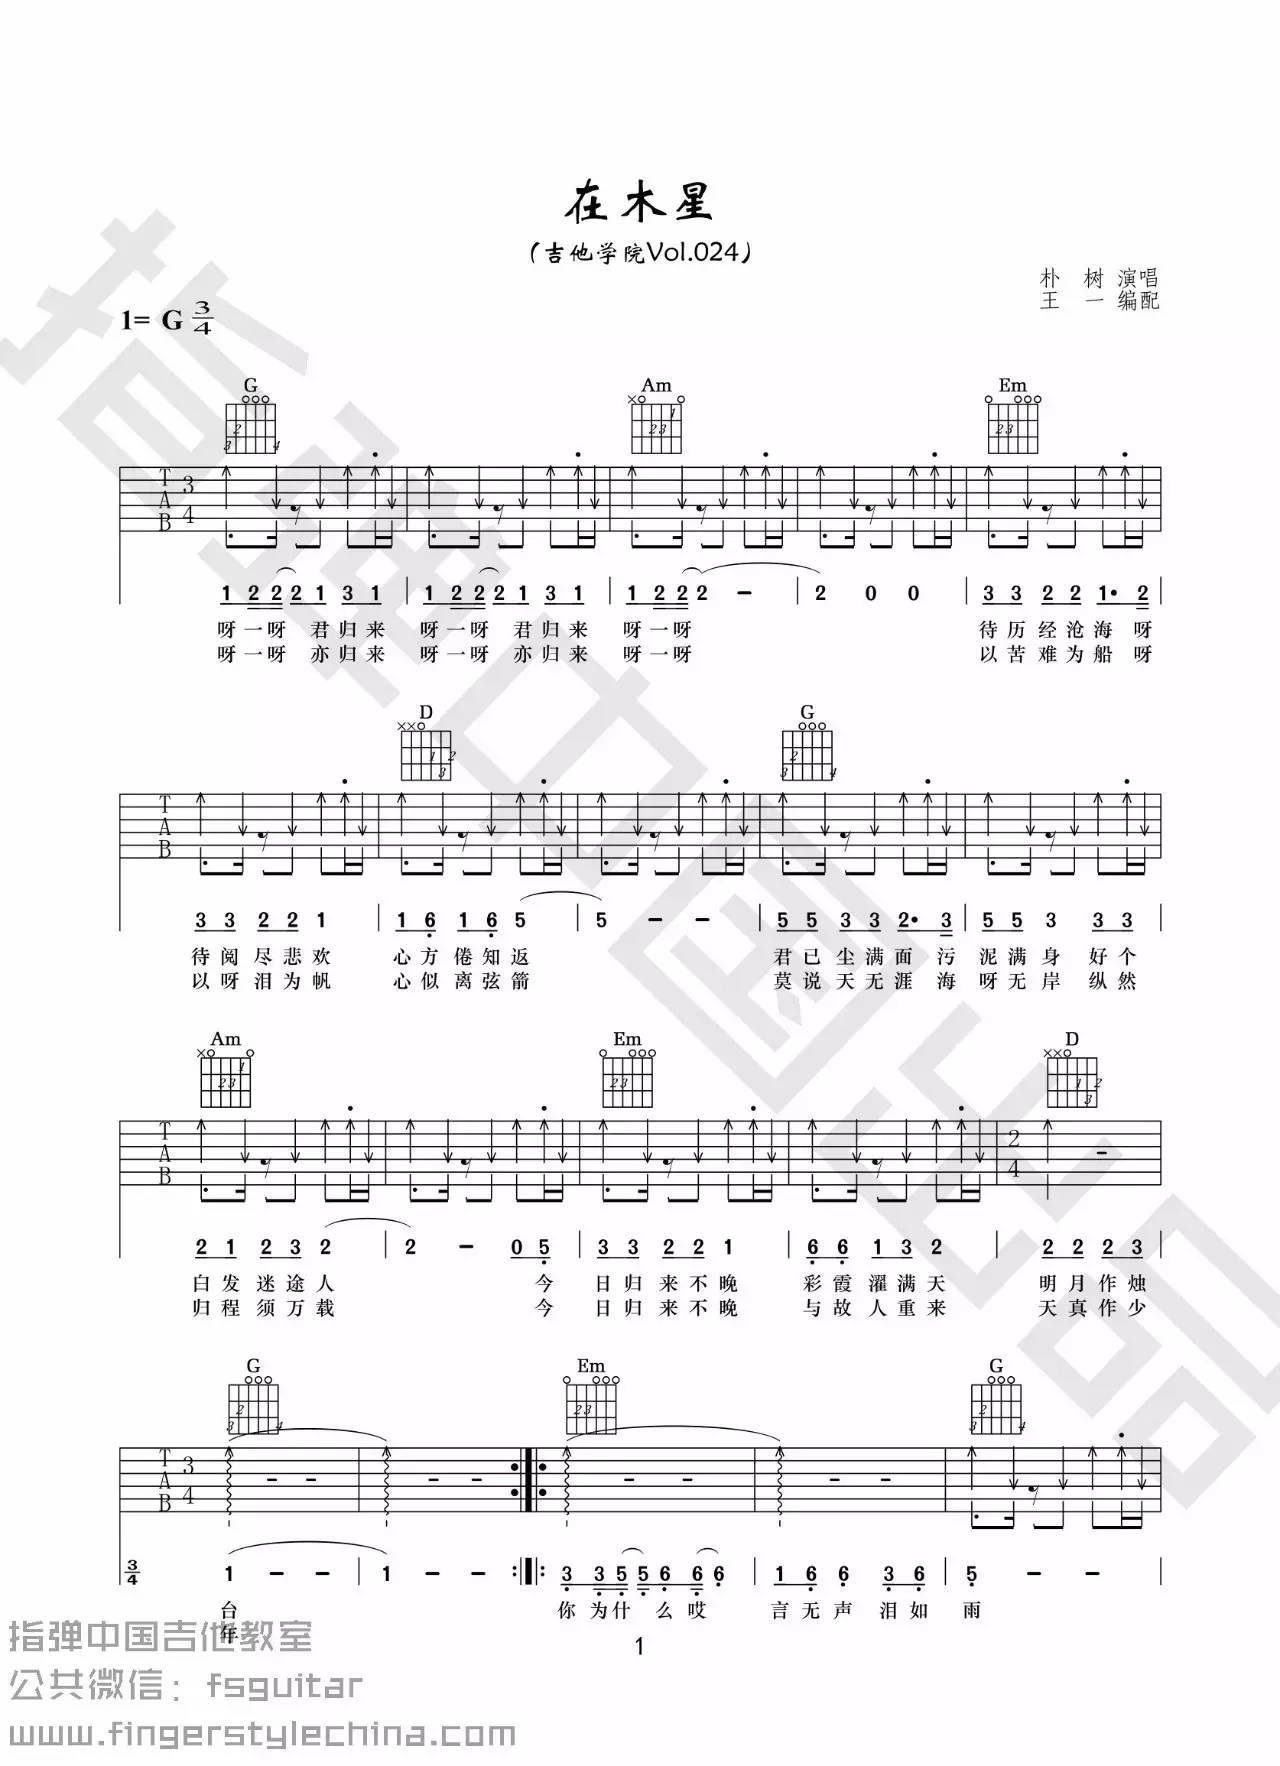 在木星
(吉他学院Vol.024)
朴 树 演唱
王 一 编配
1= G 3/4
G Am Em
T A B 3/4
1 2 2 2 1 3 1 1 2 2 2 1 3 1 1 2 2 2 - 2 0 0 3 3 2 2 1· 2
呀一呀 君归来 呀一呀 君归来 呀一呀 待历经沧海 呀
呀一呀 亦归来 呀一呀 亦归来 呀一呀 以苦难为船 呀
D G
T A B
3 3 2 2 1 1 6 1 6 5 5 - - 5 5 3 3 2· 3 5 5 3 3 3
待阅尽悲欢 心方倦知返 君已尘满面 污泥满身 好个
以呀泪为帆 心似离弦箭 莫说天无涯 海呀无岸 纵然
Am Em D
T A B 2/4
2 1 2 3 2 2 - 0 5 3 3 2 2 1 6 6 1 3 2 2 2 2 3
白发迷途人 今 日归来不晚 彩霞濯满天 明月作烛
归程须万载 今 日归来不晚 与故人重来 天真作少
G Em G
T A B 3/4
3/4 1 - - 1 - - 3 3 5 5 6 6 6 1 6 6 3 6 5 - -
台 你为什么哎 言无声泪如 雨
年
1
指弹中国吉他教室
公共微信：fsguitar
www.fingerstylechina.com
指弹中国出品